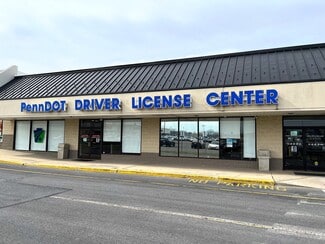 PennDOT DRIVER LICENSE CENTER
NO PARKING